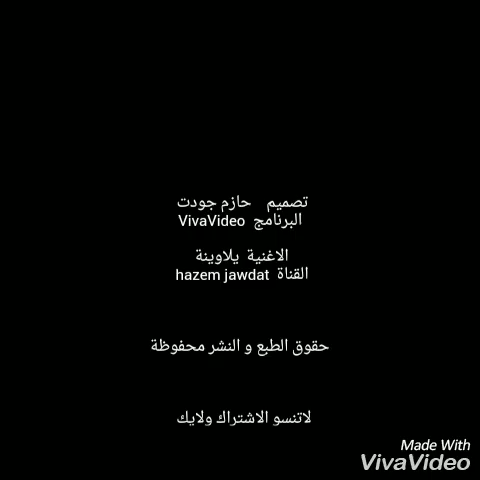 تصميم حازم جودت
البرنامج VivaVideo
الاغنية يلاوينة
القناة hazem jawdat
حقوق الطبع و النشر محفوظة
لاتنسو الاشتراك ولايك
Made With
VivaVideo